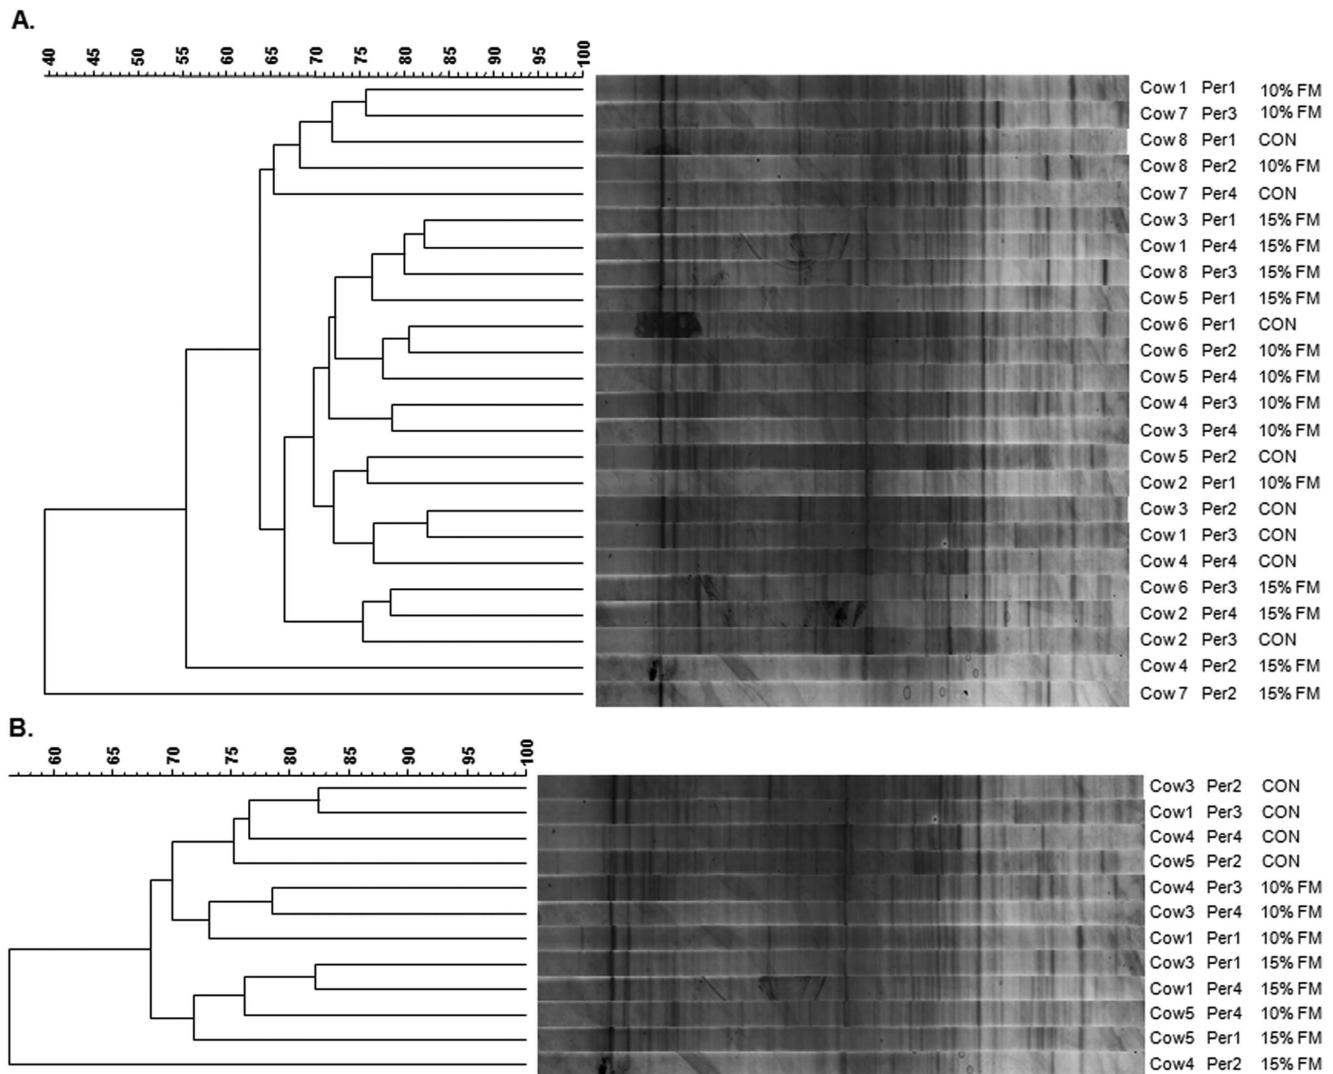 A.
40 45 50 55 60 65 70 75 80 85 90 95 100
Cow 1 Per1 10% FM
Cow 7 Per3 10% FM
Cow 8 Per1 CON
Cow 8 Per2 10% FM
Cow 7 Per4 CON
Cow 3 Per1 15% FM
Cow 1 Per4 15% FM
Cow 8 Per3 15% FM
Cow 5 Per1 15% FM
Cow 6 Per1 CON
Cow 6 Per2 10% FM
Cow 5 Per4 10% FM
Cow 4 Per3 10% FM
Cow 3 Per4 10% FM
Cow 5 Per2 CON
Cow 2 Per1 10% FM
Cow 3 Per2 CON
Cow 1 Per3 CON
Cow 4 Per4 CON
Cow 6 Per3 15% FM
Cow 2 Per4 15% FM
Cow 2 Per3 CON
Cow 4 Per2 15% FM
Cow 7 Per2 15% FM
B.
60 65 70 75 80 85 90 95 100
Cow3 Per2 CON
Cow1 Per3 CON
Cow4 Per4 CON
Cow5 Per2 CON
Cow4 Per3 10% FM
Cow3 Per4 10% FM
Cow1 Per1 10% FM
Cow3 Per1 15% FM
Cow1 Per4 15% FM
Cow5 Per4 10% FM
Cow5 Per1 15% FM
Cow4 Per2 15% FM